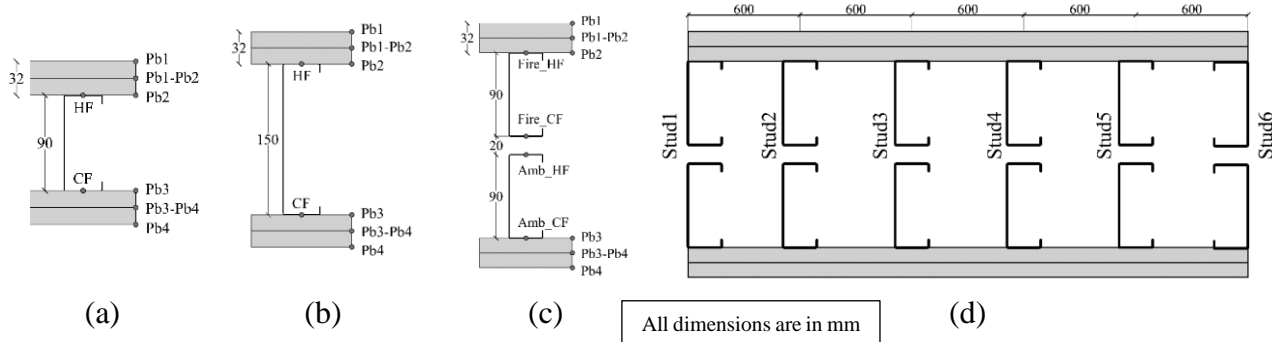 Pb1
32
Pb1-Pb2
Pb2
HF
90
CF
Pb3
Pb3-Pb4
Pb4
(a)
Pb1
32
Pb1-Pb2
Pb2
HF
150
CF
Pb3
Pb3-Pb4
Pb4
(b)
Pb1
32
Pb1-Pb2
Pb2
Fire_HF
90
Fire_CF
20
Amb_HF
90
Amb_CF
Pb3
Pb3-Pb4
Pb4
(c)
600 600 600 600 600
Stud1 Stud2 Stud3 Stud4 Stud5 Stud6
(d)
All dimensions are in mm